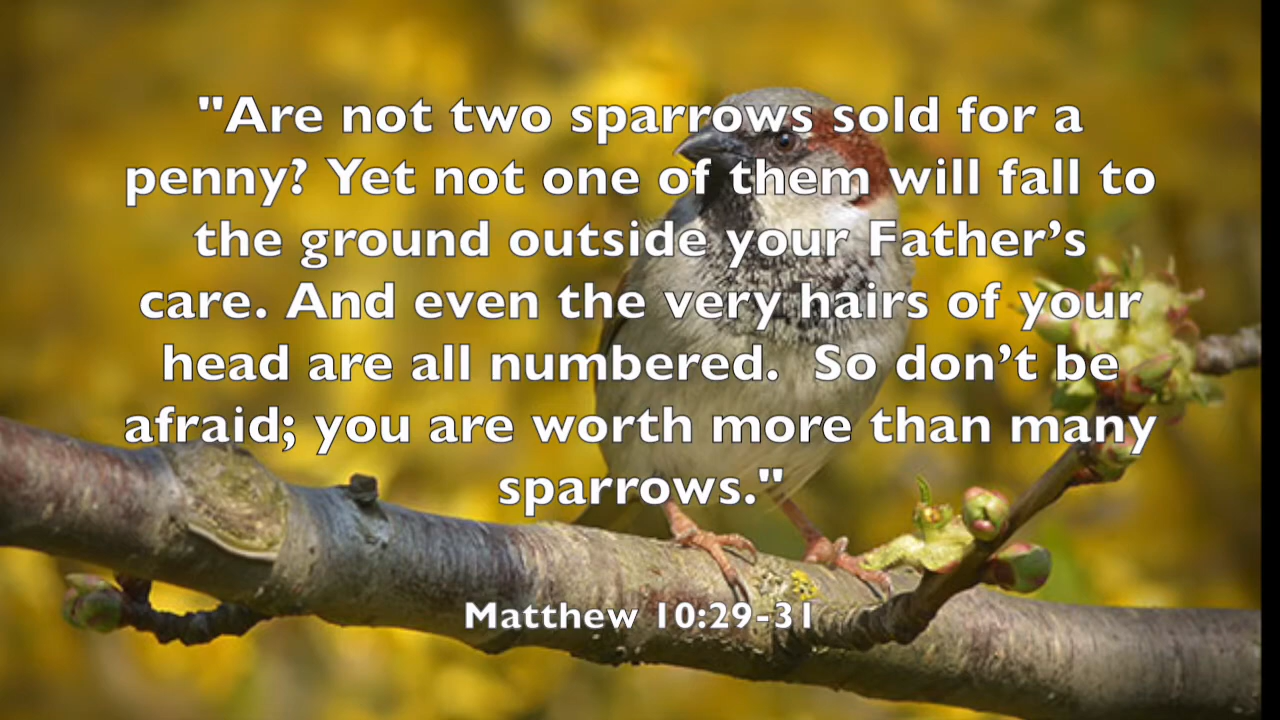 "Are not two sparrows sold for a
penny? Yet not one of them will fall to
the ground outside your Father’s
care. And even the very hairs of your
head are all numbered.  So don’t be
afraid; you are worth more than many
sparrows."
Matthew 10:29-31